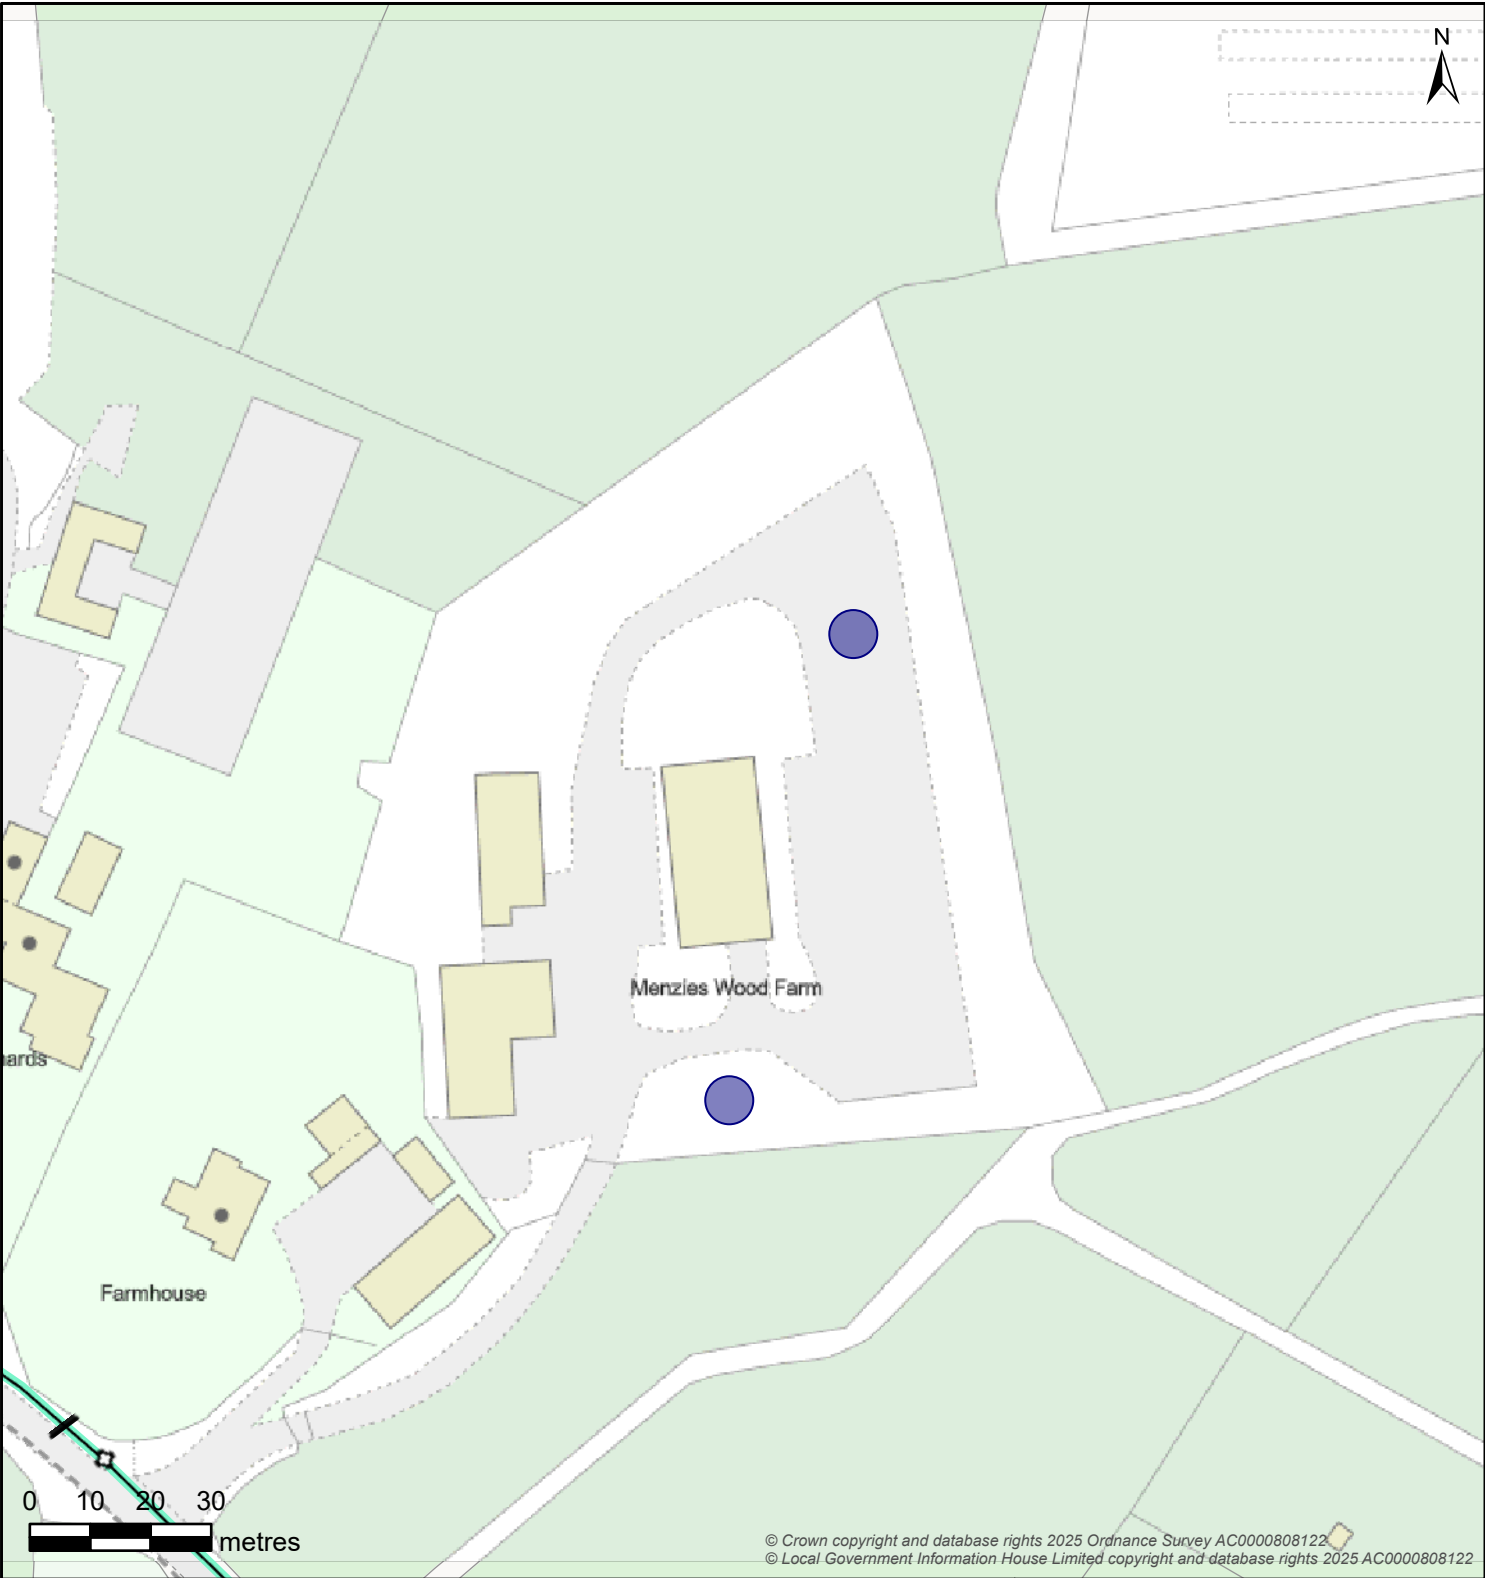 N
Menzies Wood Farm
ards
Farmhouse
0 10 20 30
metres
© Crown copyright and database rights 2025 Ordnance Survey AC0000808122
© Local Government Information House Limited copyright and database rights 2025 AC0000808122